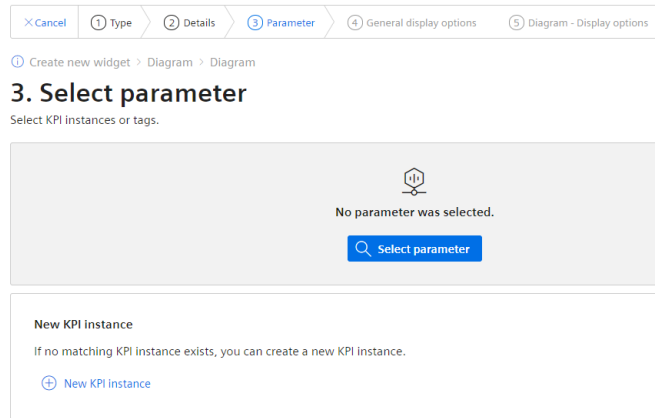 Cancel 1 Type 2 Details 3 Parameter 4 General display options 5 Diagram - Display options
Create new widget > Diagram > Diagram
3. Select parameter
Select KPI instances or tags.
No parameter was selected.
Select parameter
New KPI instance
If no matching KPI instance exists, you can create a new KPI instance.
New KPI instance